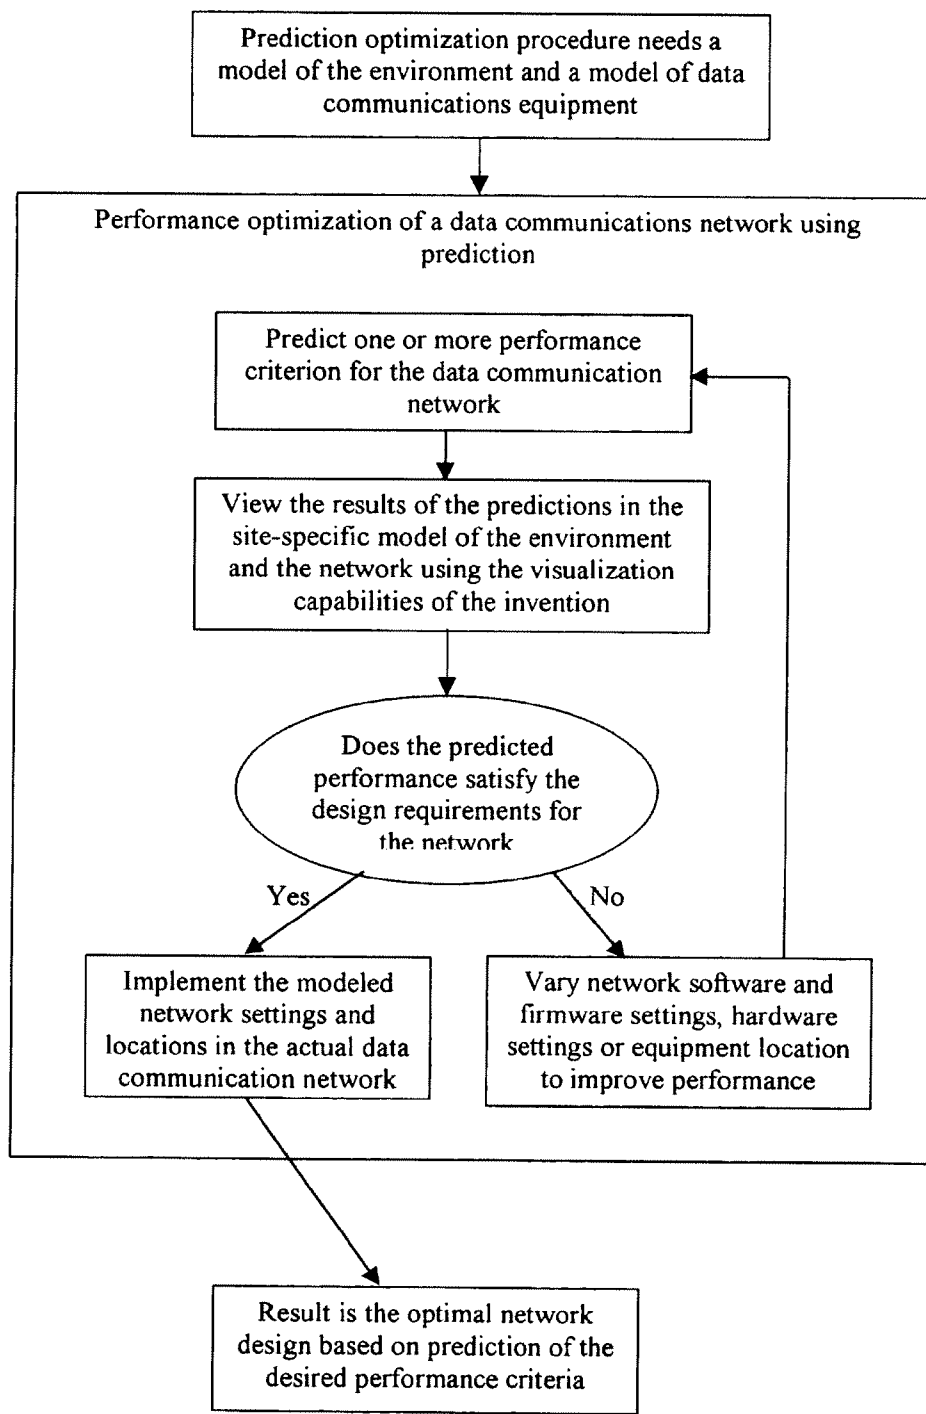 Prediction optimization procedure needs a
model of the environment and a model of data
communications equipment
Performance optimization of a data communications network using
prediction
Predict one or more performance
criterion for the data communication
network
View the results of the predictions in the
site-specific model of the environment
and the network using the visualization
capabilities of the invention
Does the predicted
performance satisfy the
design requirements for
the network
Yes
No
Implement the modeled
network settings and
locations in the actual data
communication network
Vary network software and
firmware settings, hardware
settings or equipment location
to improve performance
Result is the optimal network
design based on prediction of the
desired performance criteria